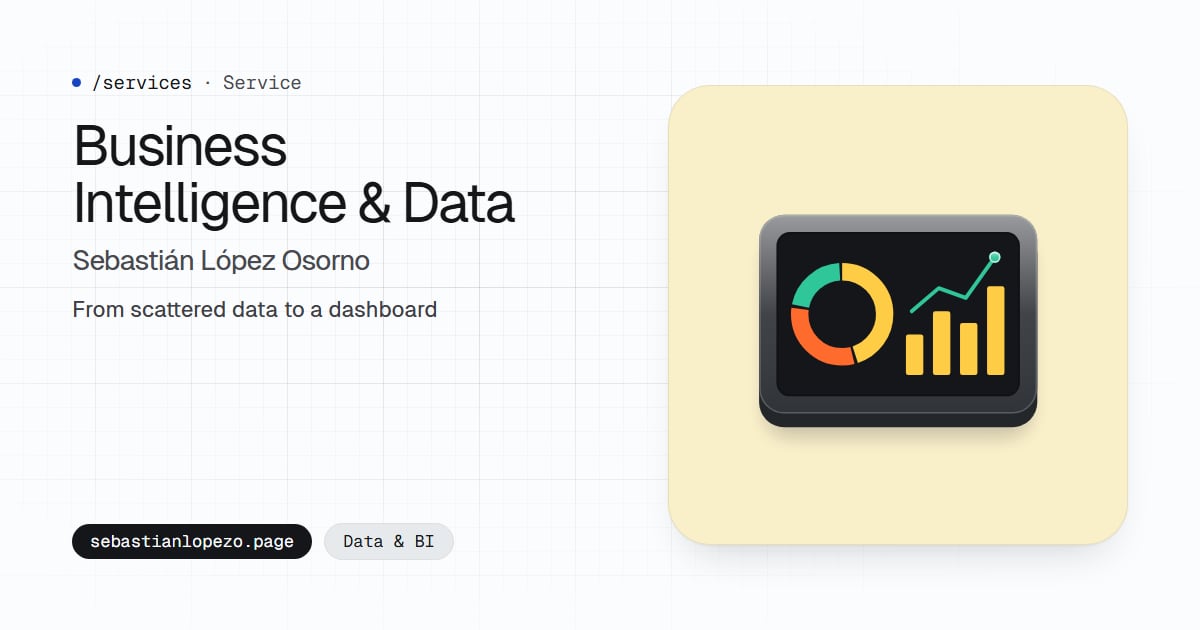 /services · Service
Business
Intelligence & Data
Sebastián López Osorno
From scattered data to a dashboard
sebastianlopezo.page
Data & BI